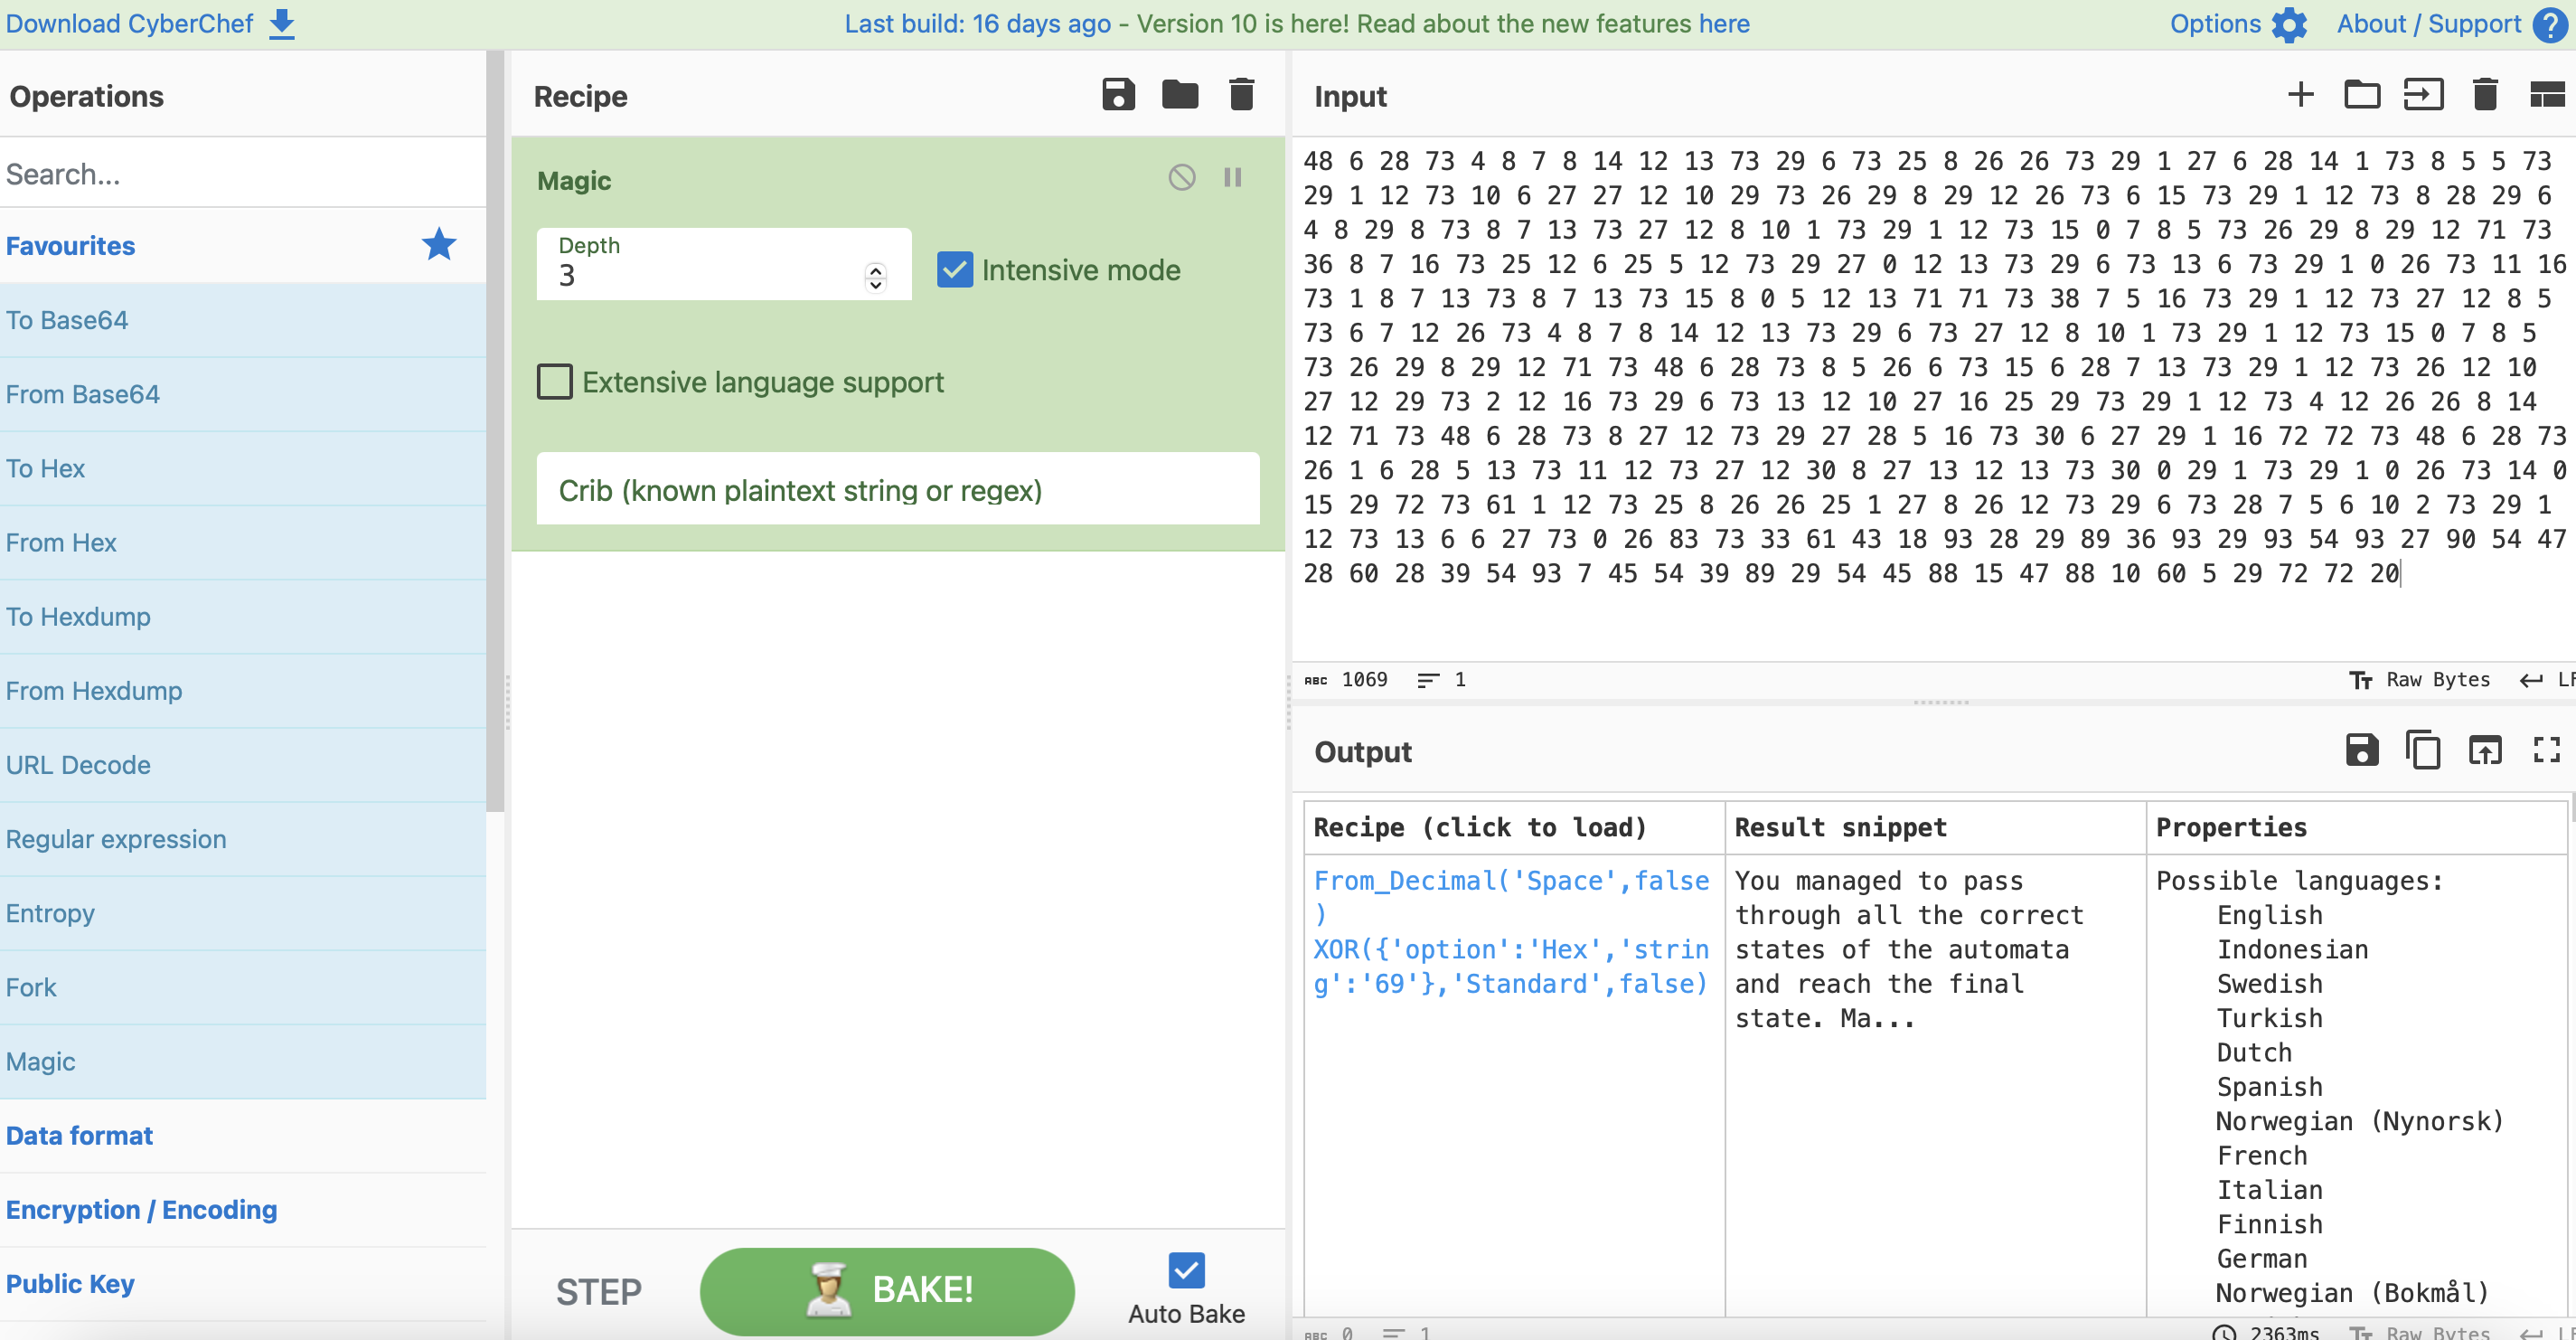 Download CyberChef
Last build: 16 days ago - Version 10 is here! Read about the new features here
Options
About / Support
Operations
Search...
Favourites
To Base64
From Base64
To Hex
From Hex
To Hexdump
From Hexdump
URL Decode
Regular expression
Entropy
Fork
Magic
Data format
Encryption / Encoding
Public Key
Recipe
Magic
Depth
3
Intensive mode
Extensive language support
Crib (known plaintext string or regex)
STEP
BAKE!
Auto Bake
Input
48 6 28 73 4 8 7 8 14 12 13 73 29 6 73 25 8 26 26 73 29 1 27 6 28 14 1 73 8 5 5 73
29 1 12 73 10 6 27 27 12 10 29 73 26 29 8 29 12 26 73 6 15 73 29 1 12 73 8 28 29 6
4 8 29 8 73 8 7 13 73 27 12 8 10 1 73 29 1 12 73 15 0 7 8 5 73 26 29 8 29 12 71 73
36 8 7 16 73 25 12 6 25 5 12 73 29 27 0 12 13 73 29 6 73 13 6 73 29 1 0 26 73 11 16
73 1 8 7 13 73 8 7 13 73 15 8 0 5 12 13 71 71 73 38 7 5 16 73 29 1 12 73 27 12 8 5
73 6 7 12 26 73 4 8 7 8 14 12 13 73 29 6 73 27 12 8 10 1 73 29 1 12 73 15 0 7 8 5
73 26 29 8 29 12 71 73 48 6 28 73 8 5 26 6 73 15 6 28 7 13 73 29 1 12 73 26 12 10
27 12 29 73 2 12 16 73 29 6 73 13 12 10 27 16 25 29 73 29 1 12 73 4 12 26 26 8 14
12 71 73 48 6 28 73 8 27 12 73 29 27 28 5 16 73 30 6 27 29 1 16 72 72 73 48 6 28 73
26 1 6 28 5 13 73 11 12 73 27 12 30 8 27 13 12 13 73 30 0 29 1 73 29 1 0 26 73 14 0
15 29 72 73 61 1 12 73 25 8 26 26 25 1 27 8 26 12 73 29 6 73 28 7 5 6 10 2 73 29 1
12 73 13 6 6 27 73 0 26 83 73 33 61 43 18 93 28 29 89 36 93 29 93 54 93 27 90 54 47
28 60 28 39 54 93 7 45 54 39 89 29 54 45 88 15 47 88 10 60 5 29 72 72 20
ABC 1069 1
Raw Bytes
LF
Output
Recipe (click to load)
Result snippet
Properties
From_Decimal('Space',false
)
XOR({'option':'Hex','strin
g':'69'},'Standard',false)
You managed to pass
through all the correct
states of the automata
and reach the final
state. Ma...
Possible languages:
English
Indonesian
Swedish
Turkish
Dutch
Spanish
Norwegian (Nynorsk)
French
Italian
Finnish
German
Norwegian (Bokmål)
ABC 0 1
2363ms
Raw Bytes